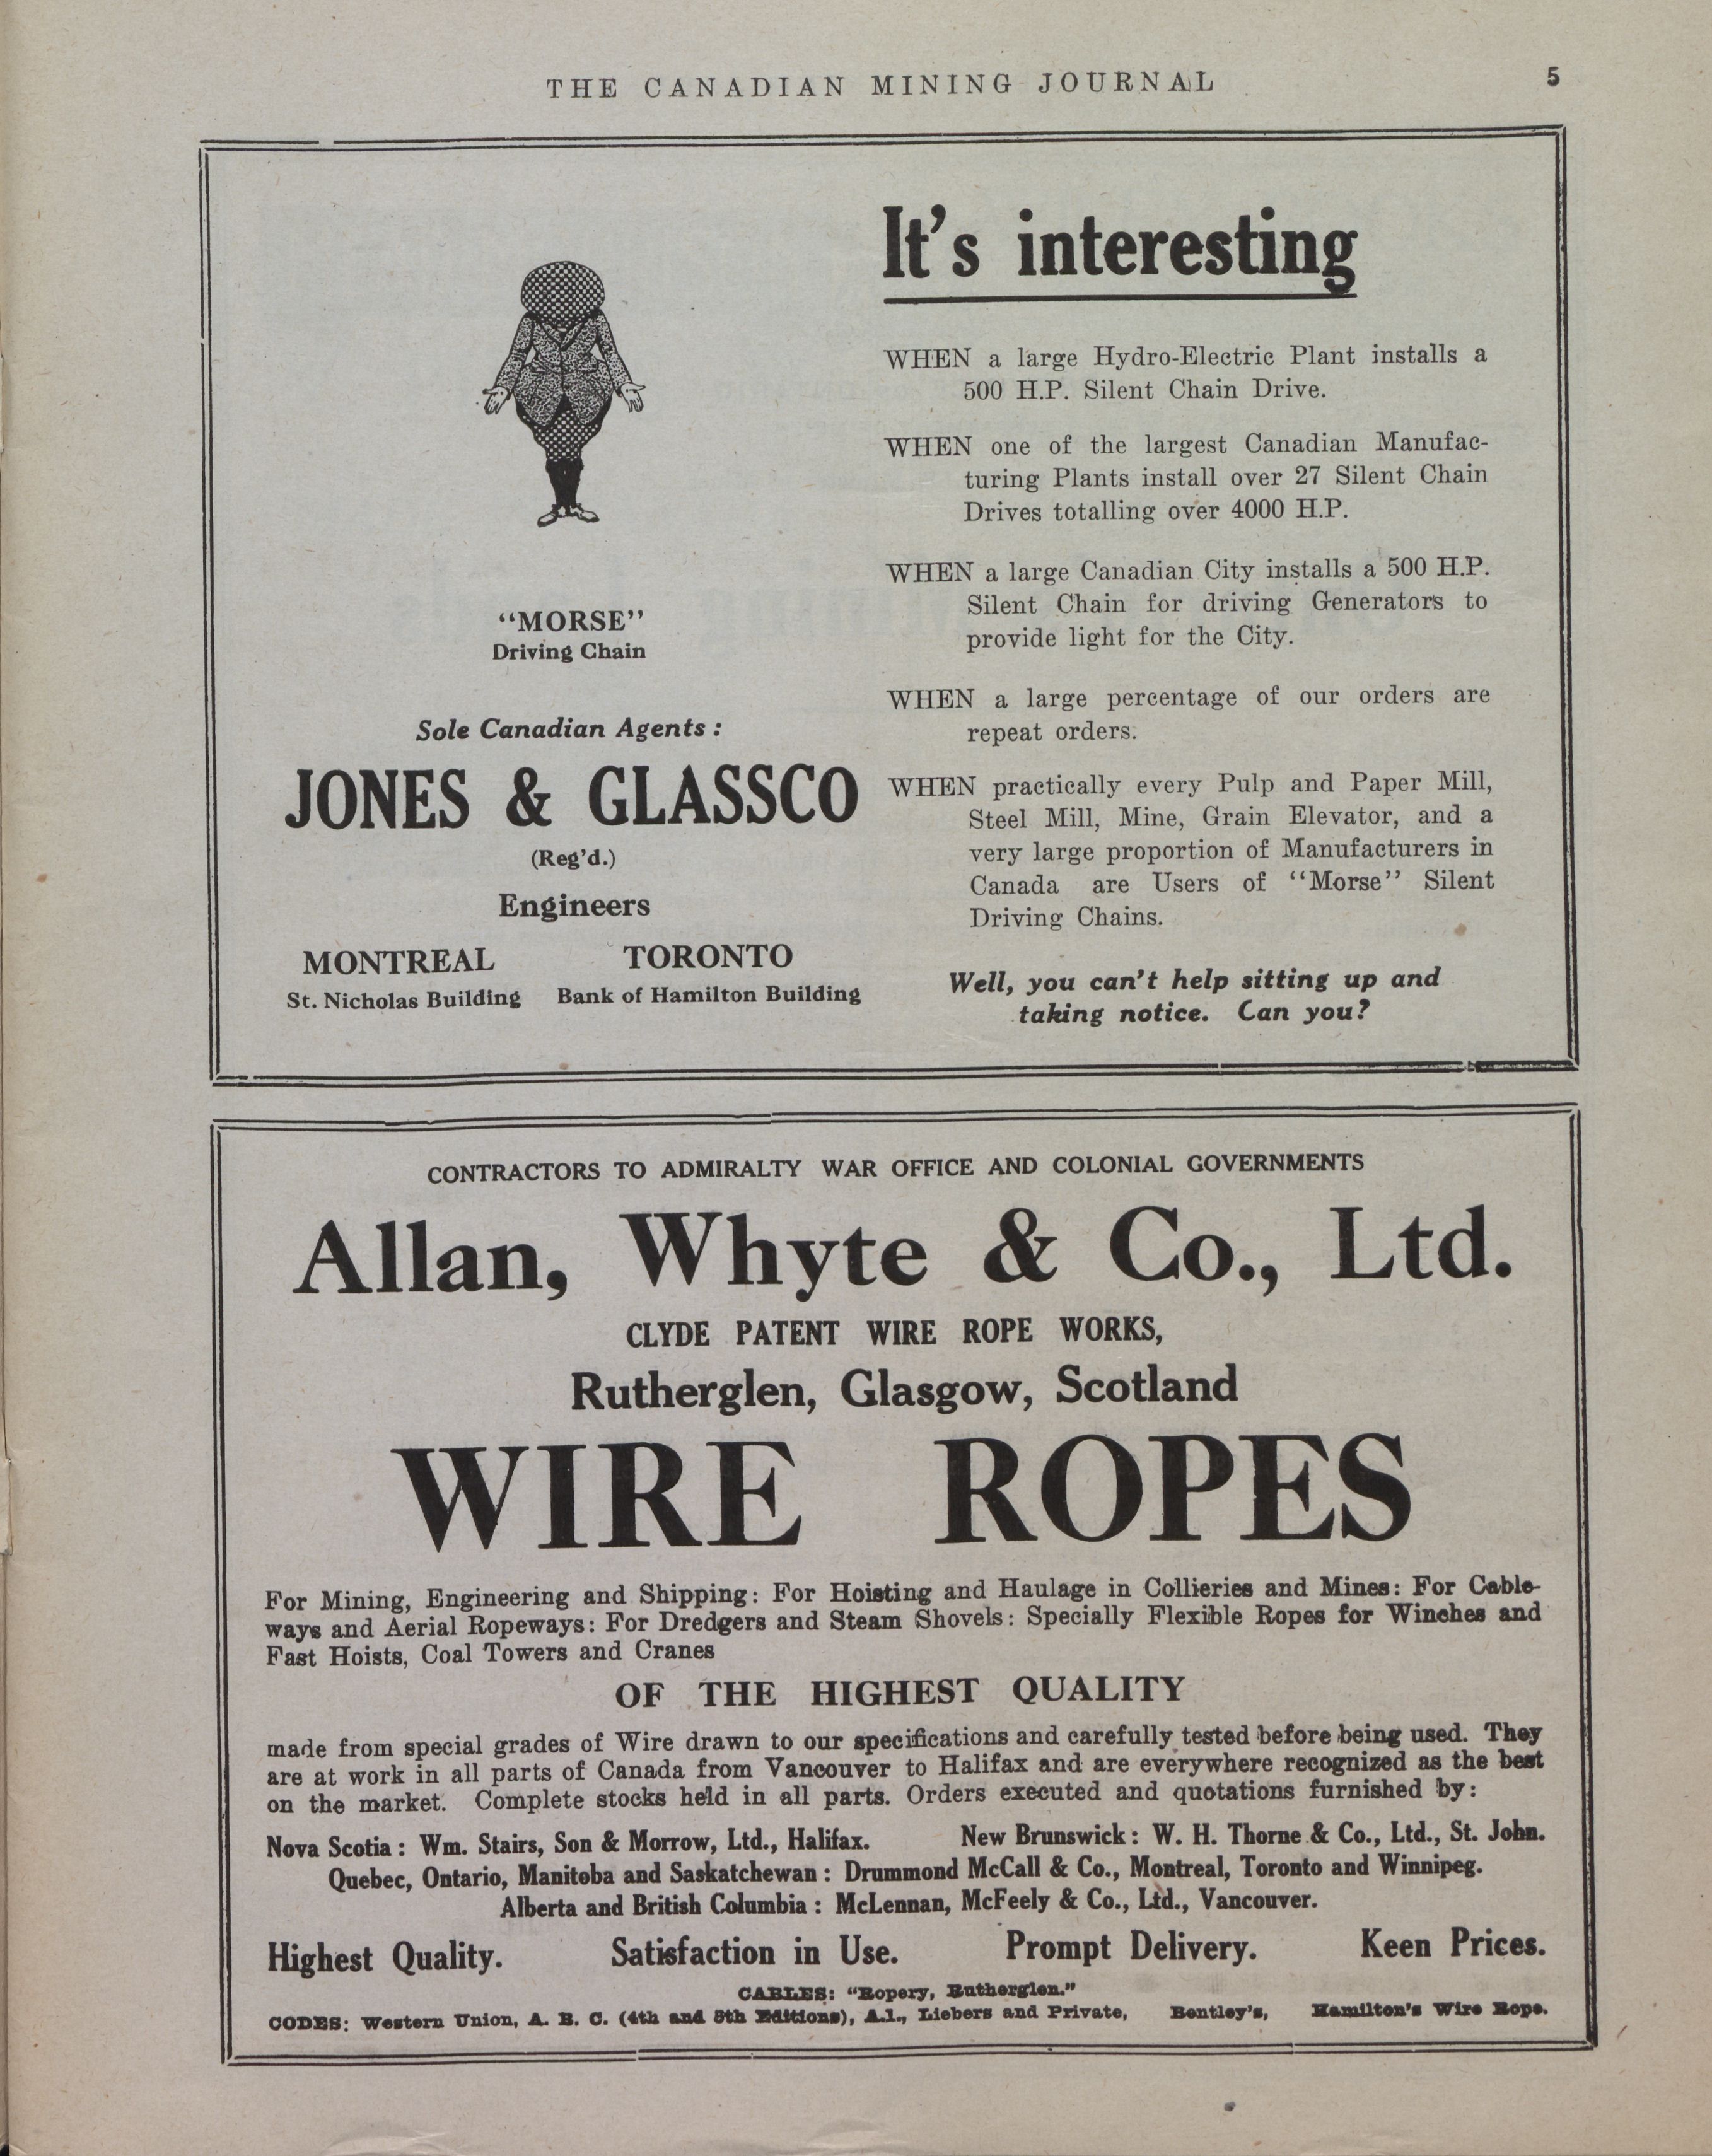 THE CANADIAN MINING JOURNAL
5
It's interesting
WHEN a large Hydro-Electric Plant installs a
500 H.P. Silent Chain Drive.
WHEN one of the largest Canadian Manufac-
turing Plants install over 27 Silent Chain
Drives totalling over 4000 H.P.
WHEN a large Canadian City installs a 500 H.P.
Silent Chain for driving Generators to
provide light for the City.
WHEN a large percentage of our orders are
repeat orders.
WHEN practically every Pulp and Paper Mill,
Steel Mill, Mine, Grain Elevator, and a
very large proportion of Manufacturers in
Canada are Users of "Morse" Silent
Driving Chains.
Well, you can't help sitting up and
taking notice. Can you?
"MORSE"
Driving Chain
Sole Canadian Agents:
JONES & GLASSCO
(Reg'd.)
Engineers
MONTREAL TORONTO
St. Nicholas Building Bank of Hamilton Building
CONTRACTORS TO ADMIRALTY WAR OFFICE AND COLONIAL GOVERNMENTS
Allan, Whyte & Co., Ltd.
CLYDE PATENT WIRE ROPE WORKS,
Rutherglen, Glasgow, Scotland
WIRE ROPES
For Mining, Engineering and Shipping: For Hoisting and Haulage in Collieries and Mines: For Cable-
ways and Aerial Ropeways: For Dredgers and Steam Shovels: Specially Flexible Ropes for Winches and
Fast Hoists, Coal Towers and Cranes
OF THE HIGHEST QUALITY
made from special grades of Wire drawn to our specifications and carefully tested before being used. They
are at work in all parts of Canada from Vancouver to Halifax and are everywhere recognized as the best
on the market. Complete stocks held in all parts. Orders executed and quotations furnished by:
Nova Scotia: Wm. Stairs, Son & Morrow, Ltd., Halifax. New Brunswick: W. H. Thorne & Co., Ltd., St. John.
Quebec, Ontario, Manitoba and Saskatchewan: Drummond McCall & Co., Montreal, Toronto and Winnipeg.
Alberta and British Columbia: McLennan, McFeely & Co., Ltd., Vancouver.
Highest Quality. Satisfaction in Use. Prompt Delivery. Keen Prices.
CABLES: "Ropery, Rutherglen."
CODES: Western Union, A. B. C. (4th and 5th Editions), A.1., Liebers and Private, Bentley's, Hamilton's Wire Rope.